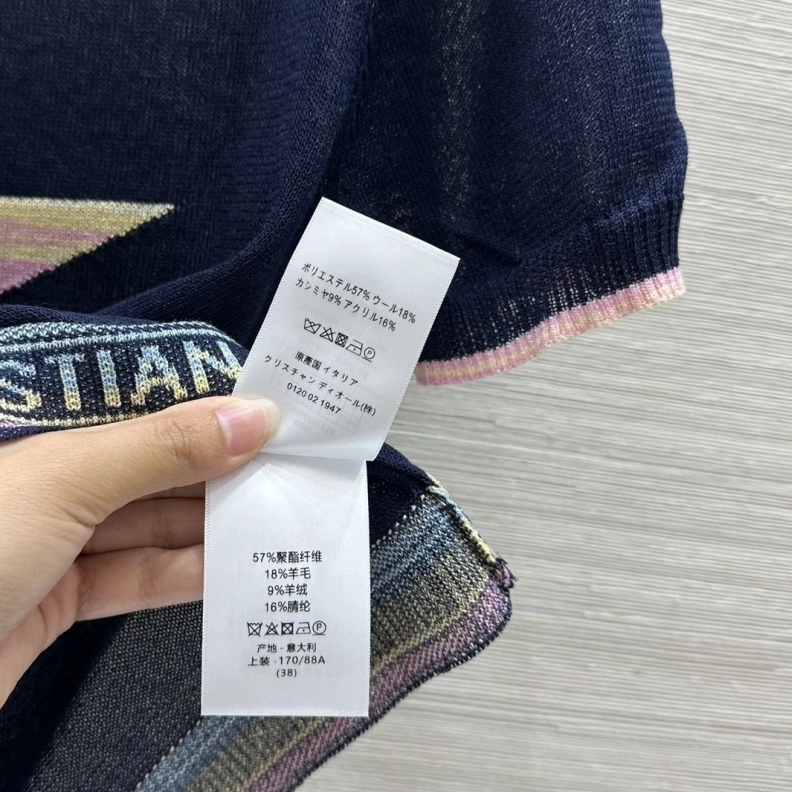 ポリエステル57% ウール18%
カシミヤ9% アクリル16%
原產国 イタリア
クリスチャン ディオール(株)
0120 02 1947
STIAN
57%聚酯纤维
18%羊毛
9%羊绒
16%腈纶
产地 - 意大利
上装 - 170/88A
(38)